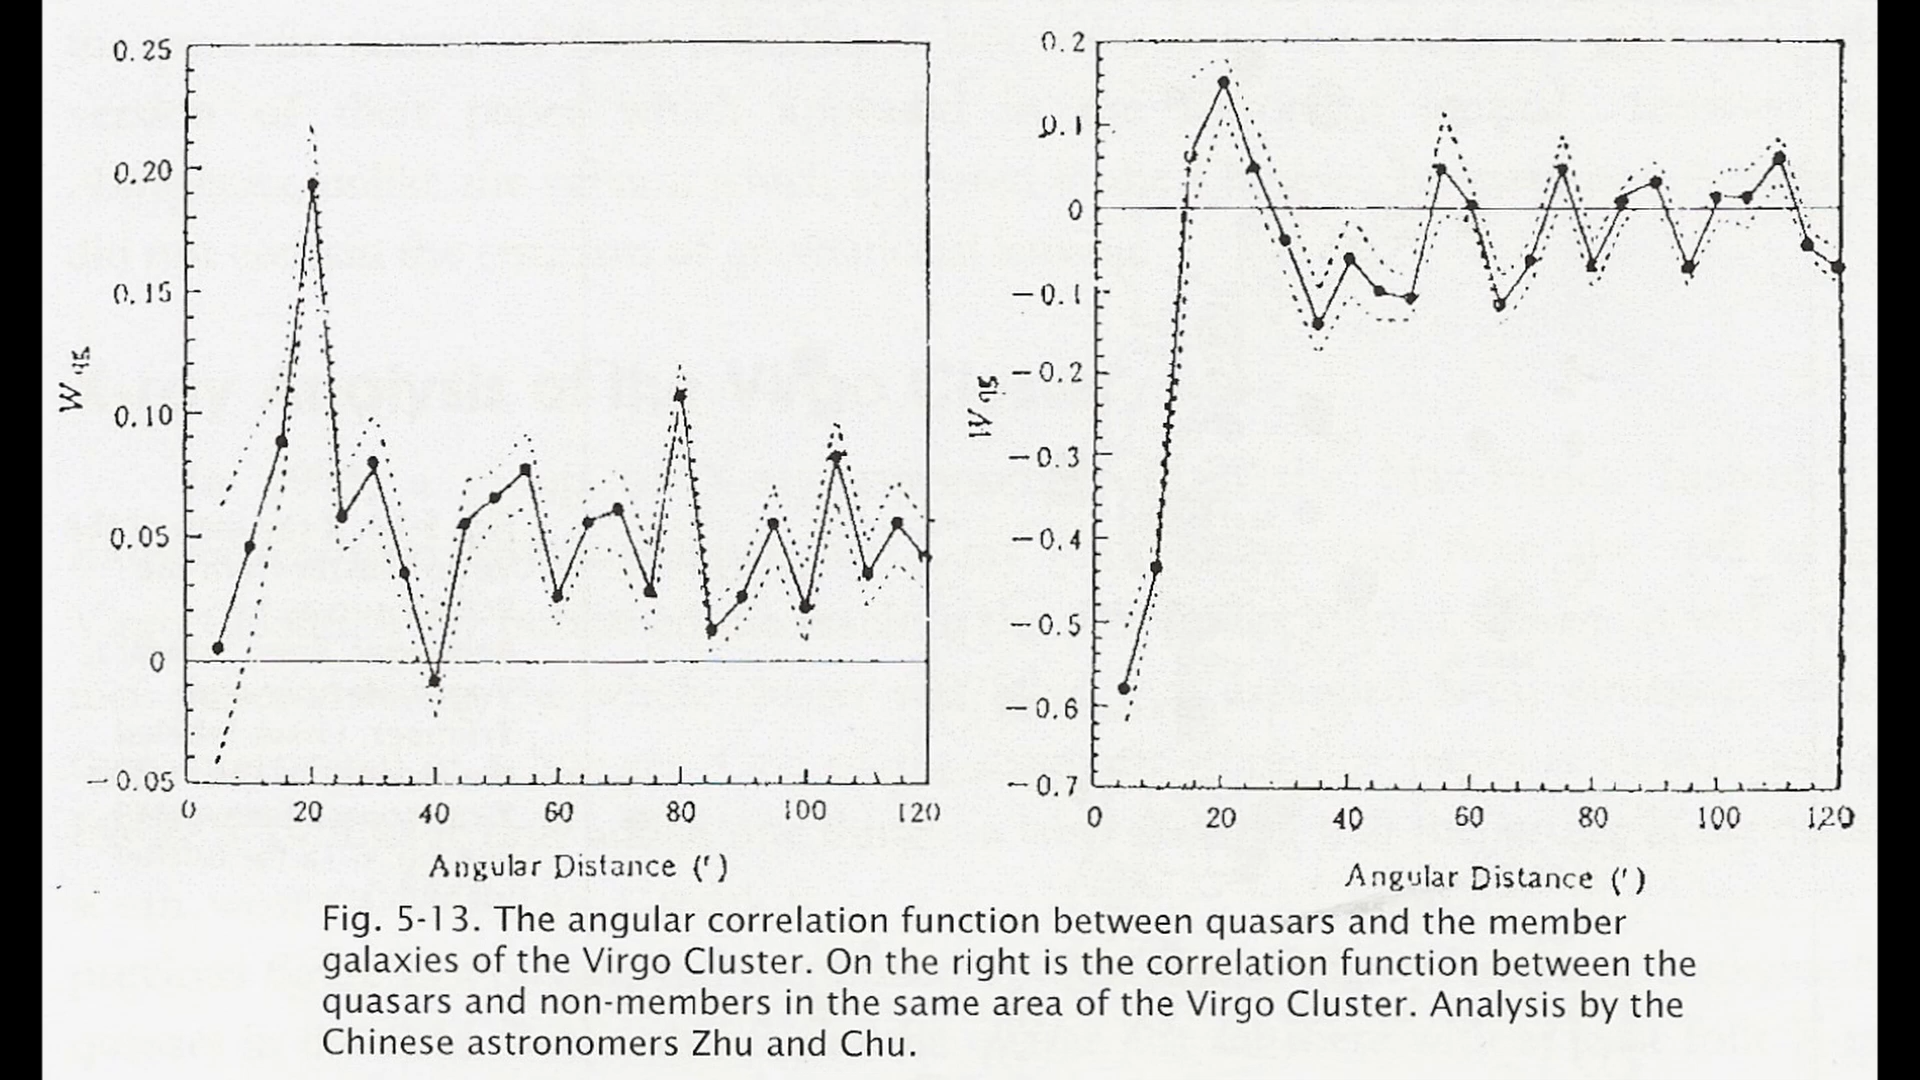 0.25
0.20
0.15
0.10
0.05
0
−0.05
W qg
0 20 40 60 80 100 120
Angular Distance (')
0.2
0.1
0
−0.1
−0.2
−0.3
−0.4
−0.5
−0.6
−0.7
0 20 40 60 80 100 120
Angular Distance (')
Fig. 5-13. The angular correlation function between quasars and the member
galaxies of the Virgo Cluster. On the right is the correlation function between the
quasars and non-members in the same area of the Virgo Cluster. Analysis by the
Chinese astronomers Zhu and Chu.